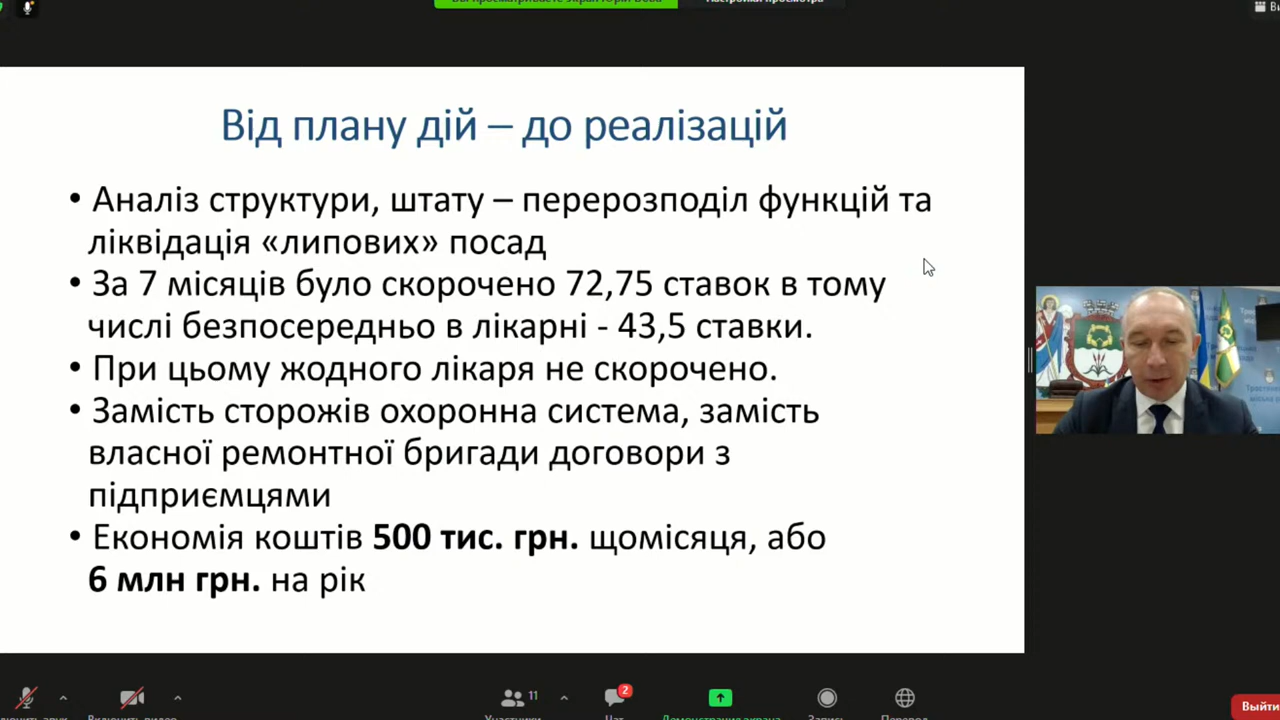 Від плану дій – до реалізацій
• Аналіз структури, штату – перерозподіл функцій та
ліквідація «липових» посад
• За 7 місяців було скорочено 72,75 ставок в тому
числі безпосередньо в лікарні - 43,5 ставки.
• При цьому жодного лікаря не скорочено.
• Замість сторожів охоронна система, замість
власної ремонтної бригади договори з
підприємцями
• Економія коштів 500 тис. грн. щомісяця, або
6 млн грн. на рік
11
2
Выйти